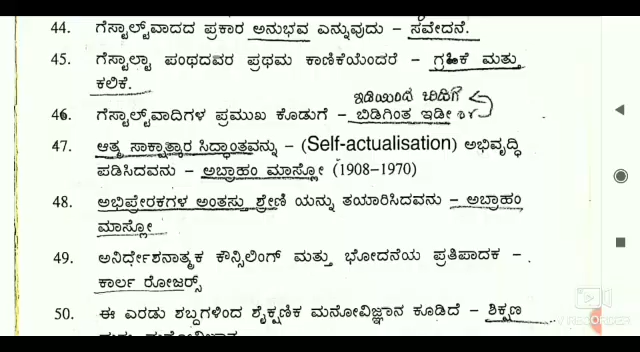 44. ಗೆಸ್ಟಾಲ್ಟ್‌ವಾದದ ಪ್ರಕಾರ ಅನುಭವ ಎನ್ನುವುದು – ಸಂವೇದನೆ.
45. ಗೆಸ್ಟಾಲ್ಟಾ ಪಂಥದವರ ಪ್ರಥಮ ಕಾಣಿಕೆಯೆಂದರೆ – ಗ್ರಹಿಕೆ ಮತ್ತು
ಕಲಿಕೆ.
ಇಡಿಯಿಂದ ಬಿಡಿಗೆ
46. ಗೆಸ್ಟಾಲ್ಟ್‌ವಾದಿಗಳ ಪ್ರಮುಖ ಕೊಡುಗೆ – ಬಿಡಿಗಿಂತ ಇಡೀ or
47. ಆತ್ಮ ಸಾಕ್ಷಾತ್ಕಾರ ಸಿದ್ಧಾಂತವನ್ನು – (Self-actualisation) ಅಭಿವೃದ್ಧಿ
ಪಡಿಸಿದವನು – ಅಬ್ರಾಹಂ ಮಾಸ್ಲೋ (1908–1970)
48. ಅಭಿಪ್ರೇರಕಗಳ ಅಂತಸ್ತು ಶ್ರೇಣಿ ಯನ್ನು ತಯಾರಿಸಿದವನು – ಅಬ್ರಾಹಂ
ಮಾಸ್ಲೋ
49. ಅನಿರ್ದೇಶನಾತ್ಮಕ ಕೌನ್ಸಿಲಿಂಗ್ ಮತ್ತು ಭೋದನೆಯ ಪ್ರತಿಪಾದಕ –
ಕಾರ್ಲ ರೋಜರ್‍ಸ್
50. ಈ ಎರಡು ಶಬ್ದಗಳಿಂದ ಶೈಕ್ಷಣಿಕ ಮನೋವಿಜ್ಞಾನ ಕೂಡಿದೆ – ಶಿಕ್ಷಣ